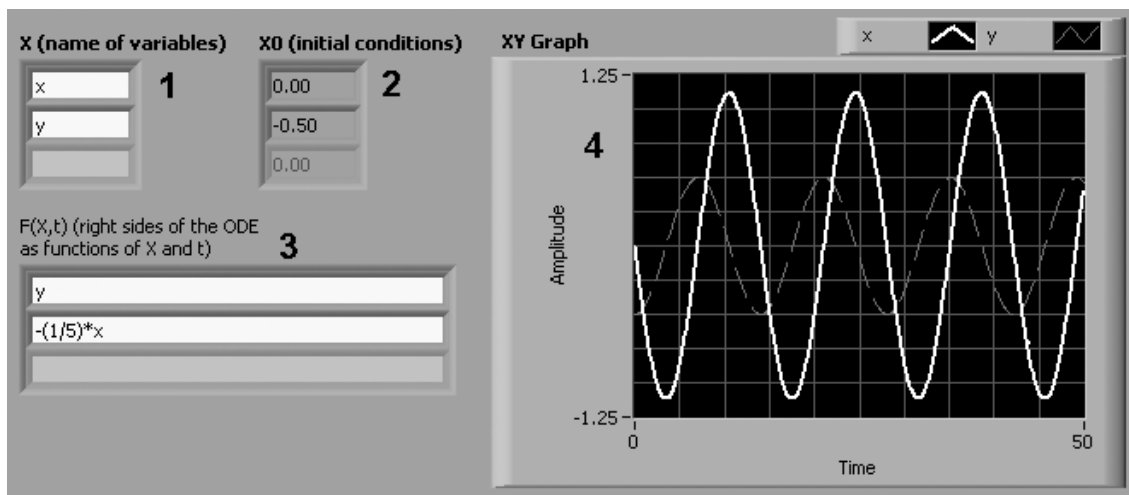 X (name of variables)
1
x
y
X0 (initial conditions)
2
0.00
-0.50
0.00
F(X,t) (right sides of the ODE
as functions of X and t)
3
y
-(1/5)*x
XY Graph
x
y
4
1.25
Amplitude
-1.25
0
50
Time